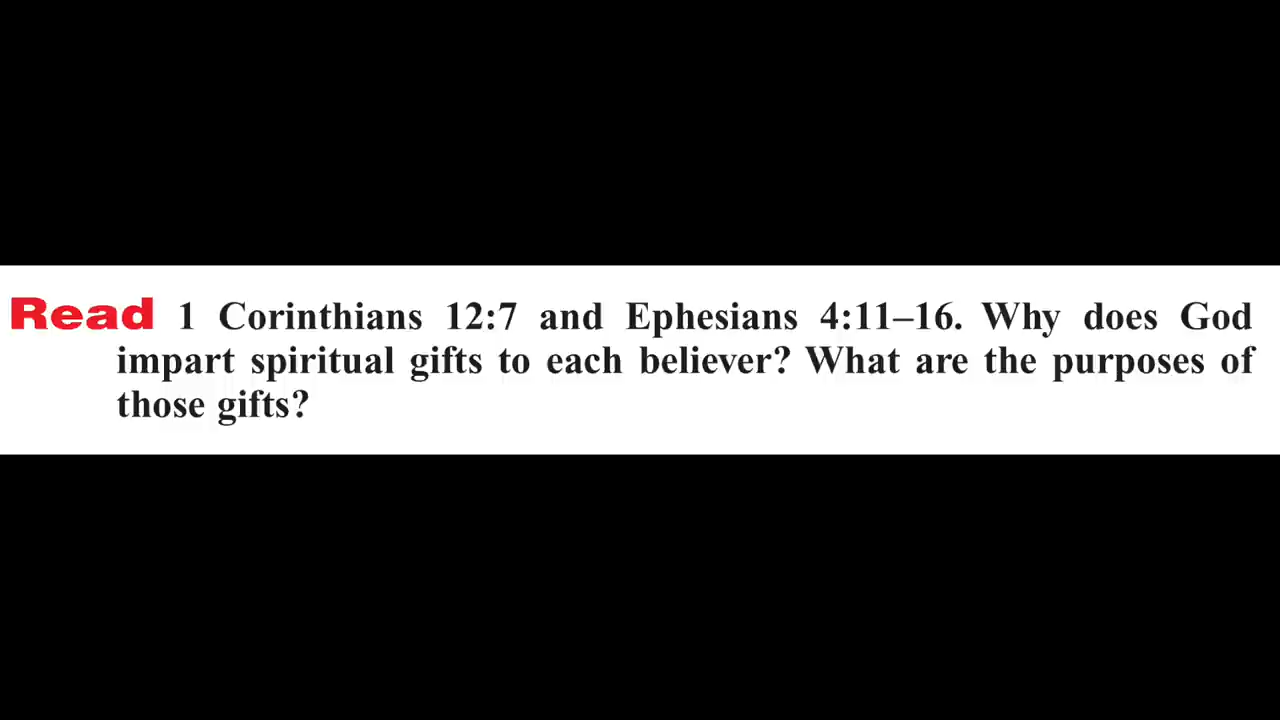 Read 1 Corinthians 12:7 and Ephesians 4:11–16. Why does God
impart spiritual gifts to each believer? What are the purposes of
those gifts?